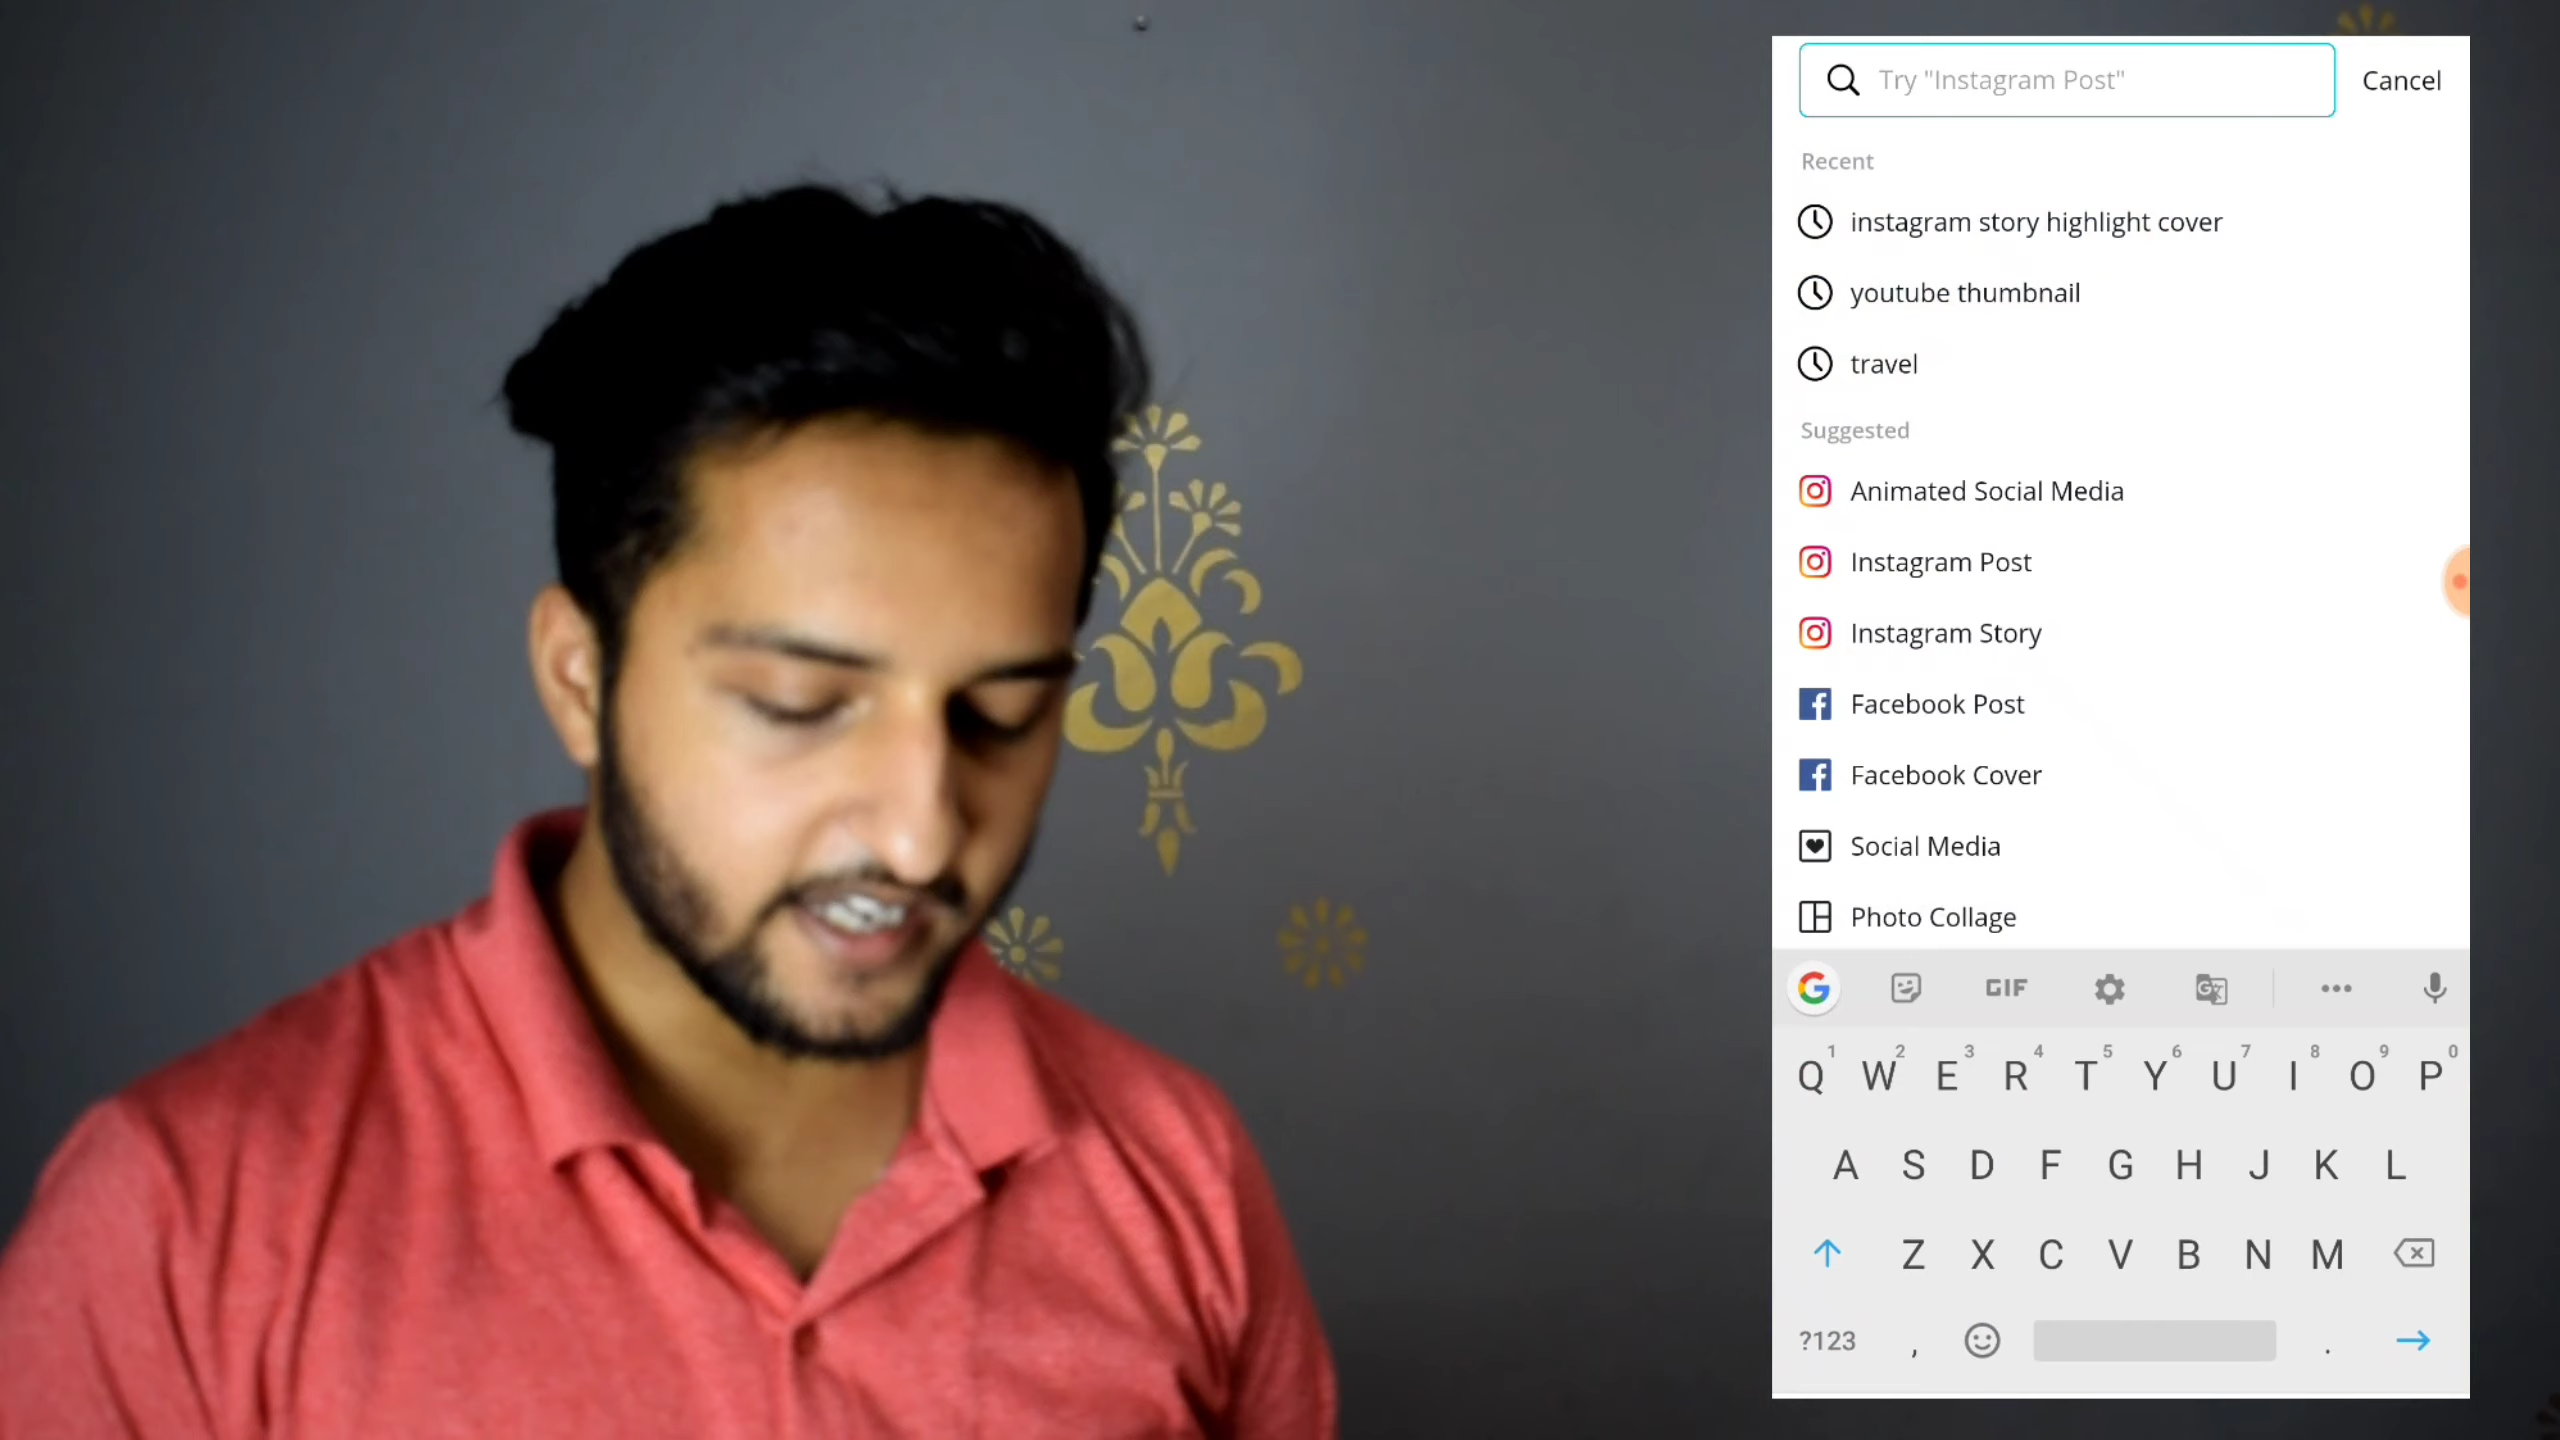 Try "Instagram Post" Cancel
Recent
instagram story highlight cover
youtube thumbnail
travel
Suggested
Animated Social Media
Instagram Post
Instagram Story
Facebook Post
Facebook Cover
Social Media
Photo Collage
GIF
1 2 3 4 5 6 7 8 9 0
Q W E R T Y U I O P
A S D F G H J K L
Z X C V B N M
?123 , .